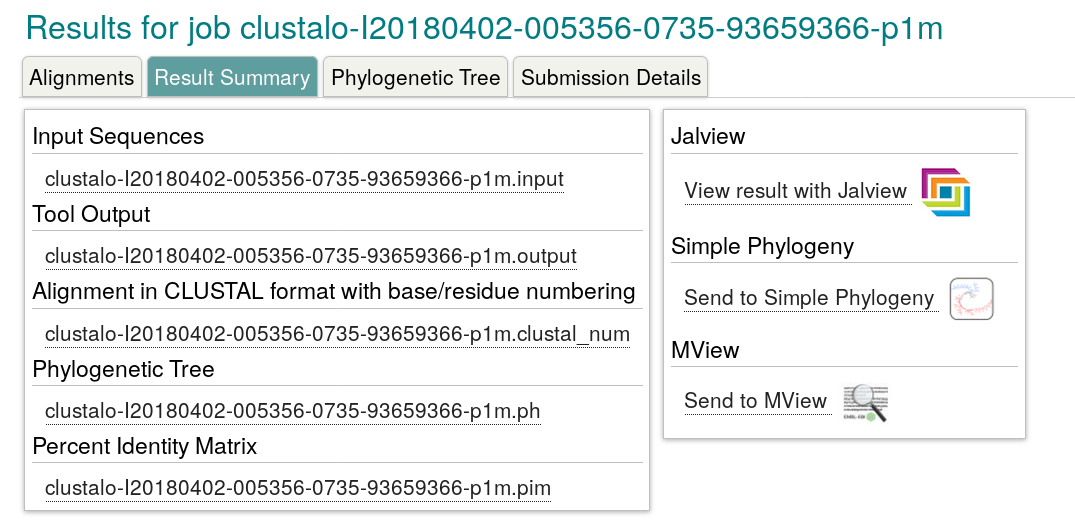 Results for job clustalo-I20180402-005356-0735-93659366-p1m
Alignments Result Summary Phylogenetic Tree Submission Details
Input Sequences
clustalo-I20180402-005356-0735-93659366-p1m.input
Tool Output
clustalo-I20180402-005356-0735-93659366-p1m.output
Alignment in CLUSTAL format with base/residue numbering
clustalo-I20180402-005356-0735-93659366-p1m.clustal_num
Phylogenetic Tree
clustalo-I20180402-005356-0735-93659366-p1m.ph
Percent Identity Matrix
clustalo-I20180402-005356-0735-93659366-p1m.pim
Jalview
View result with Jalview
Simple Phylogeny
Send to Simple Phylogeny
MView
Send to MView